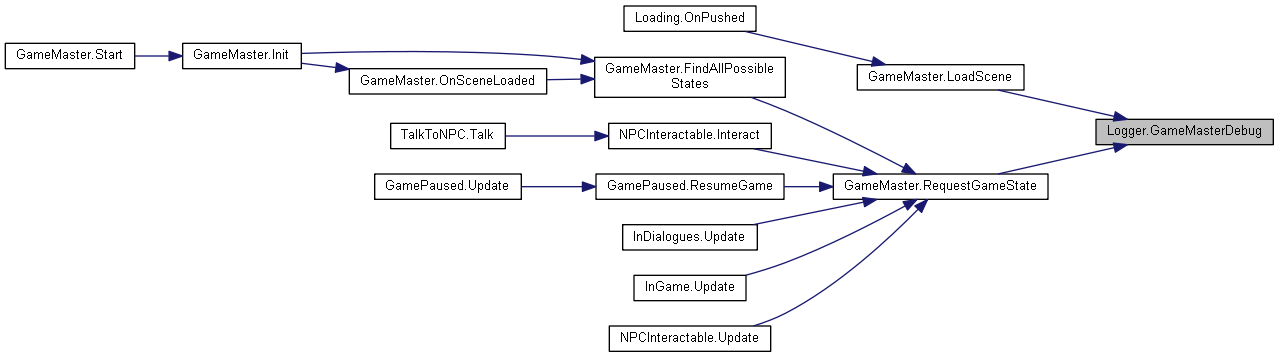 Loading.OnPushed
GameMaster.Start
GameMaster.Init
GameMaster.FindAllPossible
States
GameMaster.OnSceneLoaded
GameMaster.LoadScene
TalkToNPC.Talk
NPCInteractable.Interact
Logger.GameMasterDebug
GamePaused.Update
GamePaused.ResumeGame
GameMaster.RequestGameState
InDialogues.Update
InGame.Update
NPCInteractable.Update